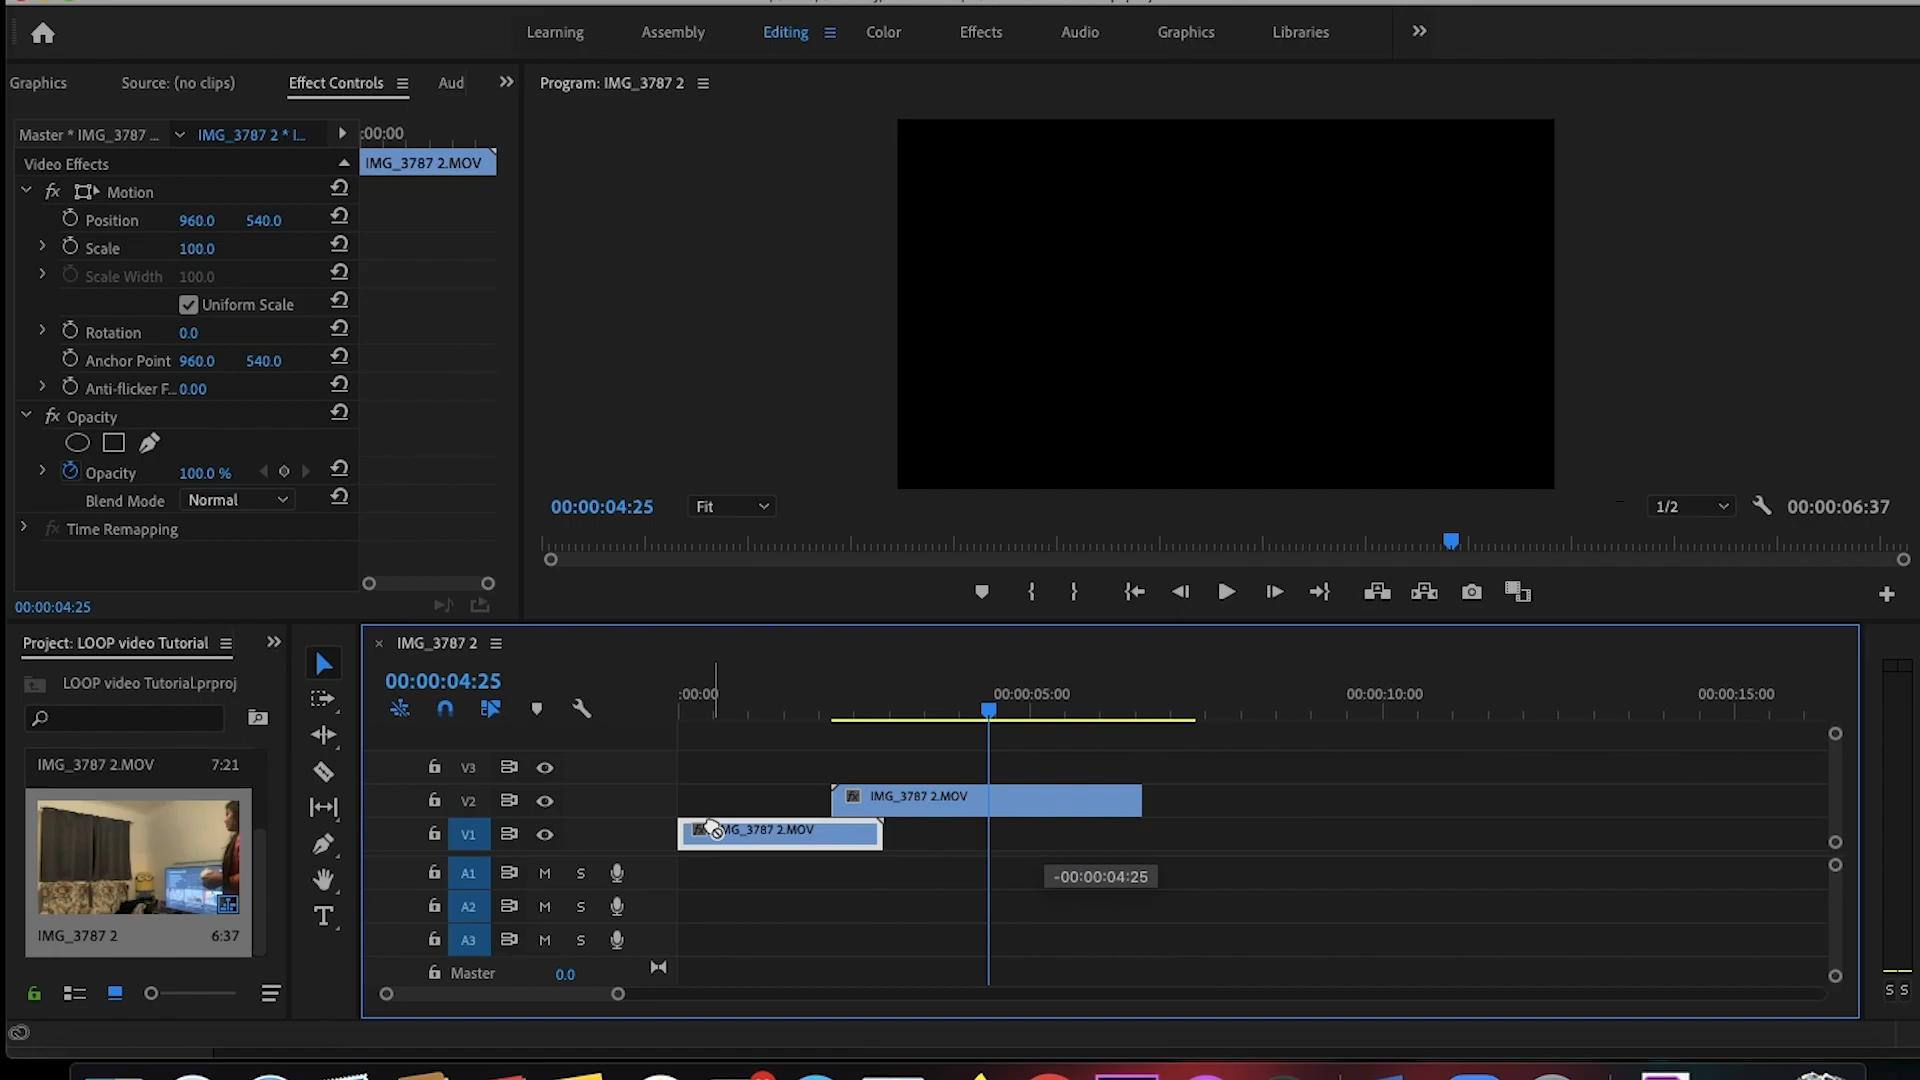 Learning Assembly Editing Color Effects Audio Graphics Libraries
Graphics Source: (no clips) Effect Controls Aud
Program: IMG_3787 2
Master * IMG_3787 ... IMG_3787 2 * I... :00:00
Video Effects IMG_3787 2.MOV
fx Motion
Position 960.0 540.0
Scale 100.0
Scale Width 100.0
Uniform Scale
Rotation 0.0
Anchor Point 960.0 540.0
Anti-flicker F... 0.00
fx Opacity
Opacity 100.0 %
Blend Mode Normal
fx Time Remapping
00:00:04:25
00:00:04:25 Fit 1/2 00:00:06:37
Project: LOOP video Tutorial
LOOP video Tutorial.prproj
IMG_3787 2.MOV 7:21
IMG_3787 2 6:37
IMG_3787 2
00:00:04:25
:00:00 00:00:05:00 00:00:10:00 00:00:15:00
V3
V2 fx IMG_3787 2.MOV
V1 MG_3787 2.MOV
A1 M S -00:00:04:25
A2 M S
A3 M S
Master 0.0
S S